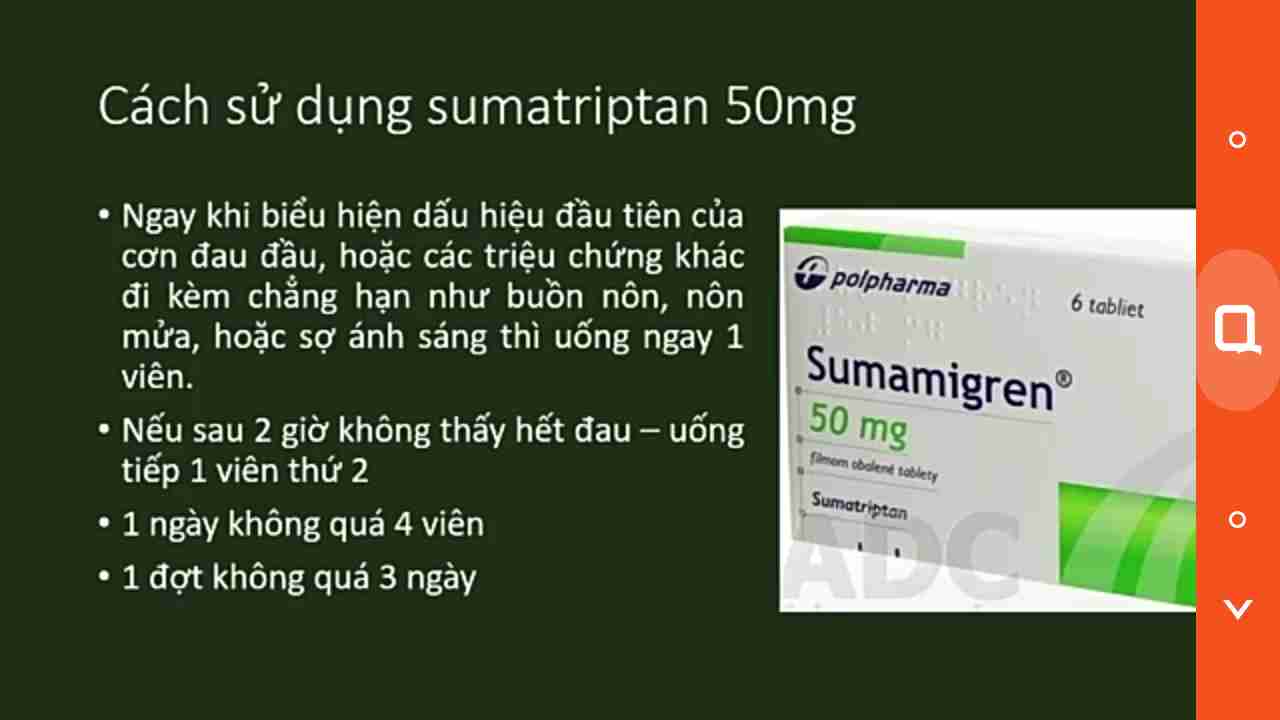 Cách sử dụng sumatriptan 50mg
• Ngay khi biểu hiện dấu hiệu đầu tiên của
cơn đau đầu, hoặc các triệu chứng khác
đi kèm chẳng hạn như buồn nôn, nôn
mửa, hoặc sợ ánh sáng thì uống ngay 1
viên.
• Nếu sau 2 giờ không thấy hết đau – uống
tiếp 1 viên thứ 2
• 1 ngày không quá 4 viên
• 1 đợt không quá 3 ngày
polpharma
6 tabliet
Sumamigren®
50 mg
filmom obalené tablety
Sumatriptan
ADC